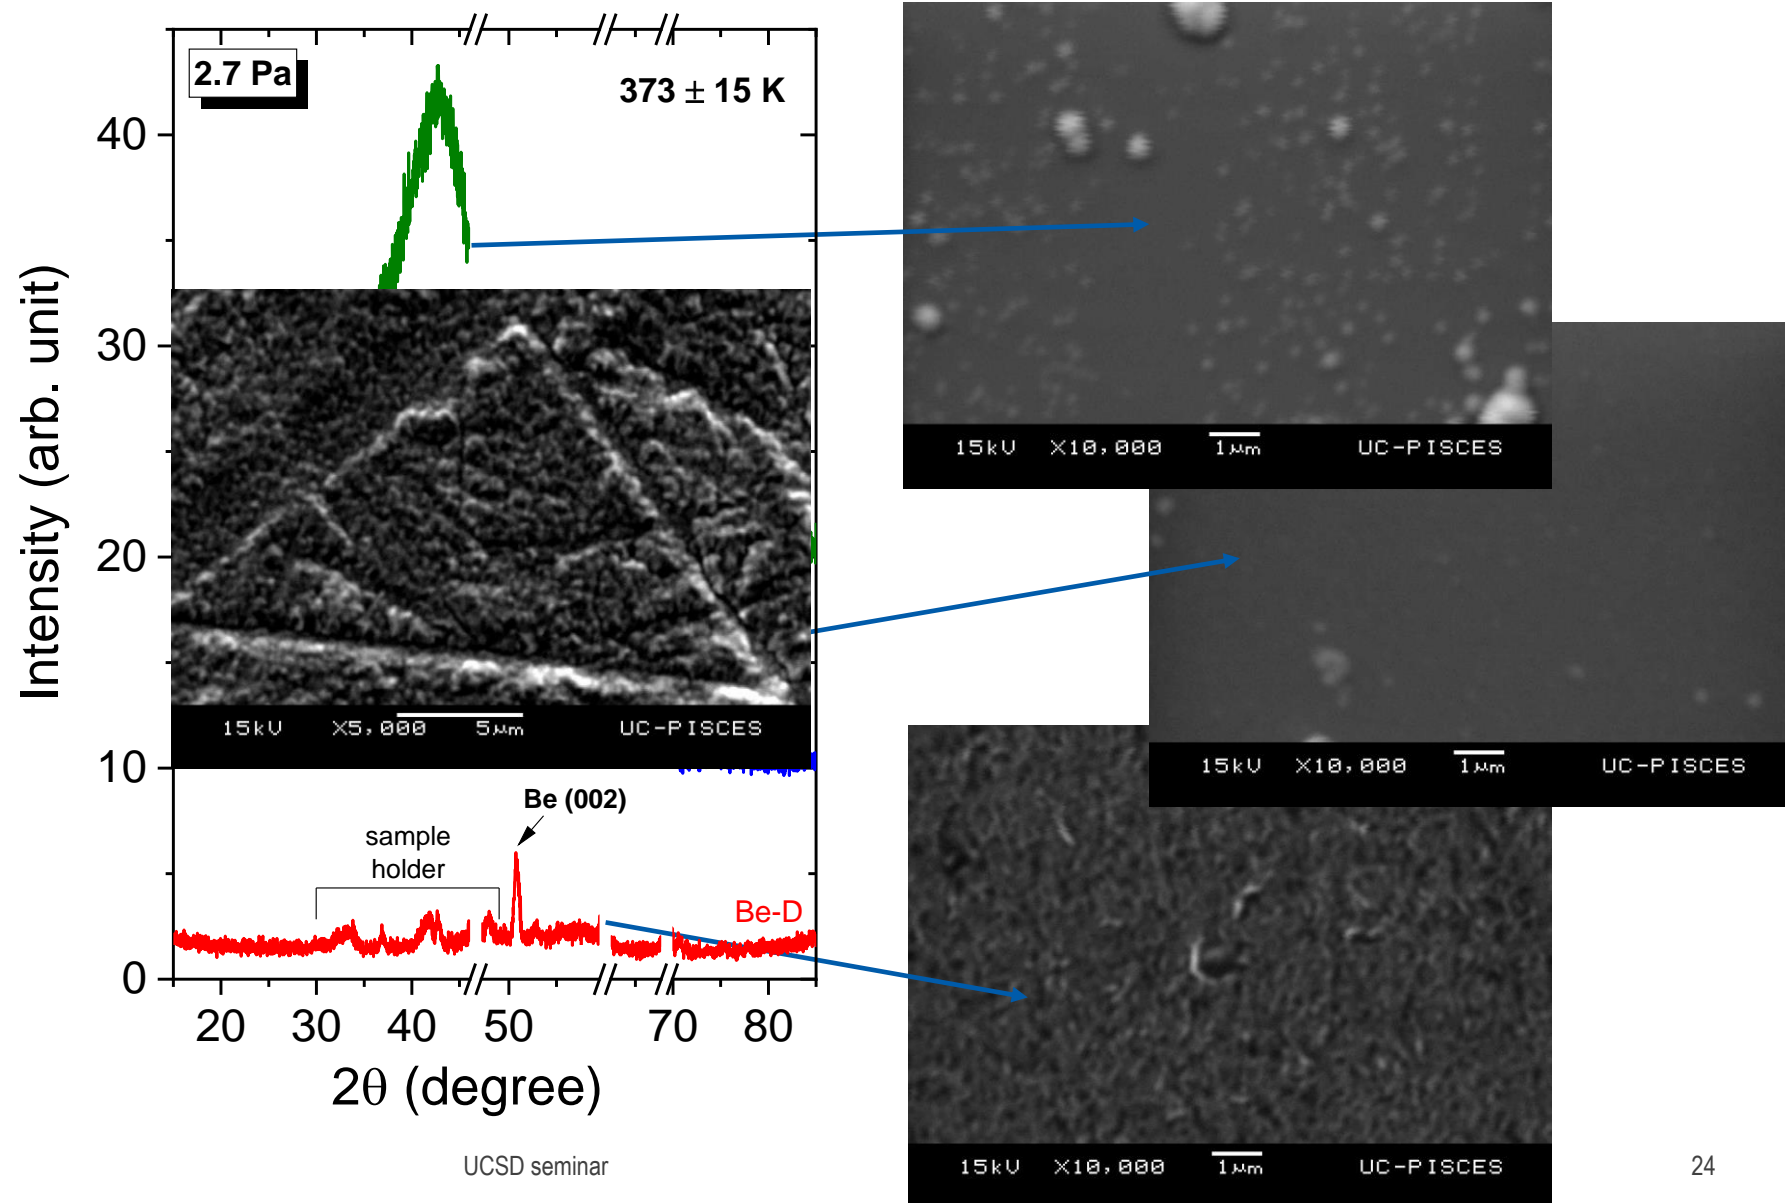 2.7 Pa
373 ± 15 K
40
30
20
10
0
Intensity (arb. unit)
15kV X5,000 5μm UC-PISCES
Be (002)
sample
holder
Be-D
20 30 40 50 70 80
2θ (degree)
15kV X10,000 1μm UC-PISCES
15kV X10,000 1μm UC-PISCES
15kV X10,000 1μm UC-PISCES
UCSD seminar
24